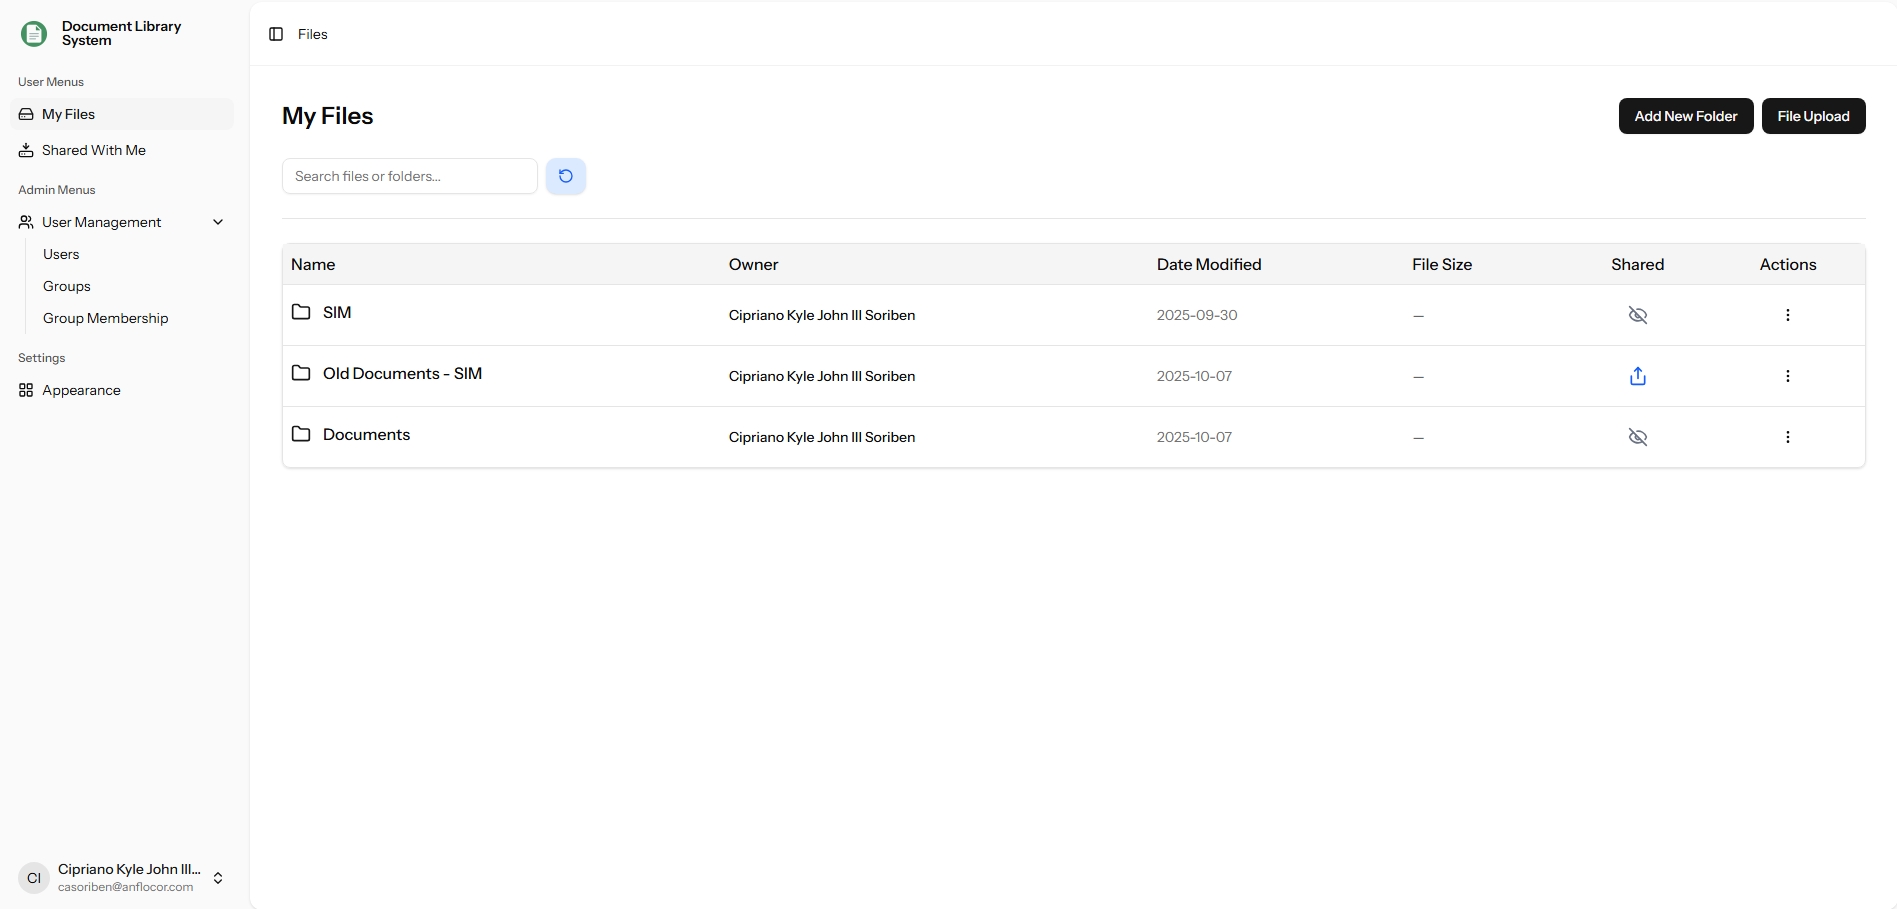 Document Library
System
User Menus
My Files
Shared With Me
Admin Menus
User Management
Users
Groups
Group Membership
Settings
Appearance
CI
Cipriano Kyle John III...
casoriben@anflocor.com
Files
My Files
Add New Folder File Upload
Search files or folders...
Name Owner Date Modified File Size Shared Actions
SIM Cipriano Kyle John III Soriben 2025-09-30 —
Old Documents - SIM Cipriano Kyle John III Soriben 2025-10-07 —
Documents Cipriano Kyle John III Soriben 2025-10-07 —